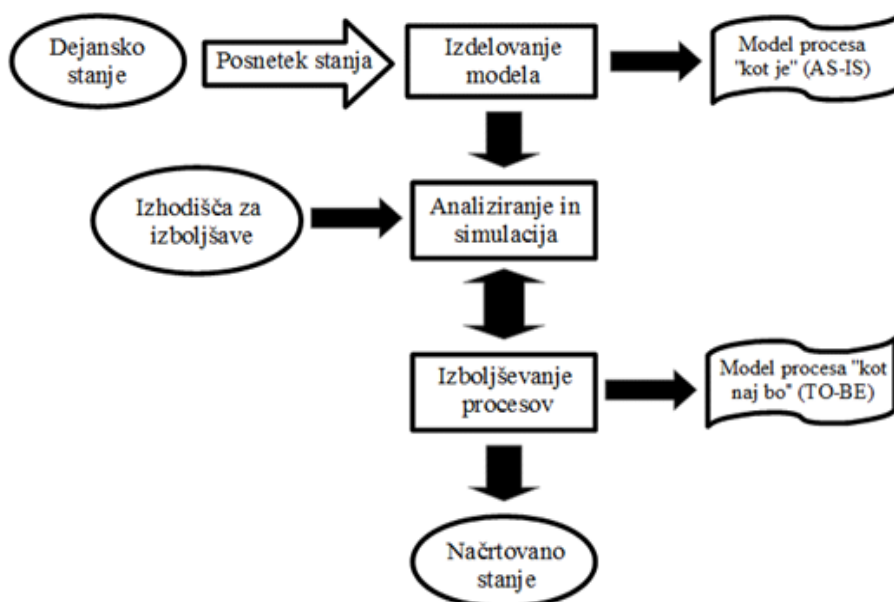 Dejansko
stanje
Posnetek stanja
Izdelovanje
modela
Model procesa
"kot je" (AS-IS)
Izhodišča za
izboljšave
Analiziranje in
simulacija
Izboljševanje
procesov
Model procesa "kot
naj bo" (TO-BE)
Načrtovano
stanje